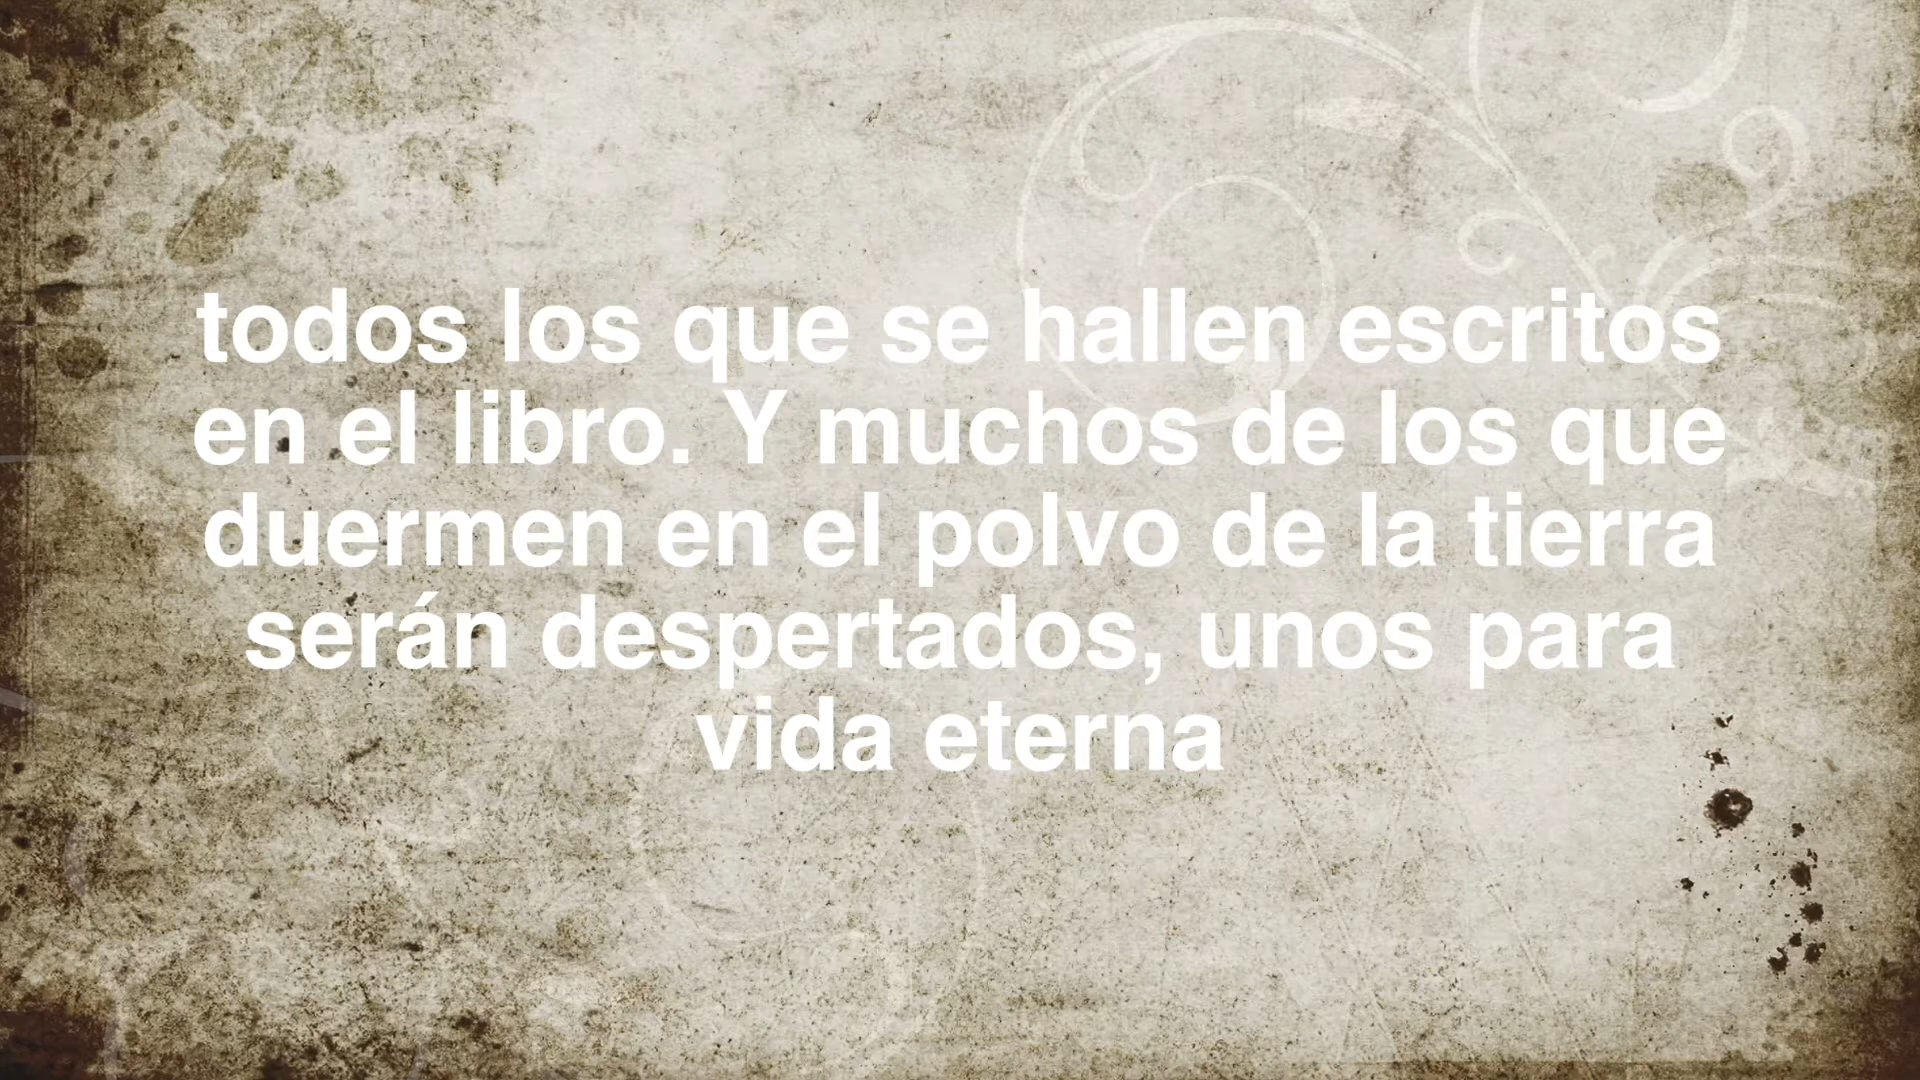 todos los que se hallen escritos
en el libro. Y muchos de los que
duermen en el polvo de la tierra
serán despertados, unos para
vida eterna